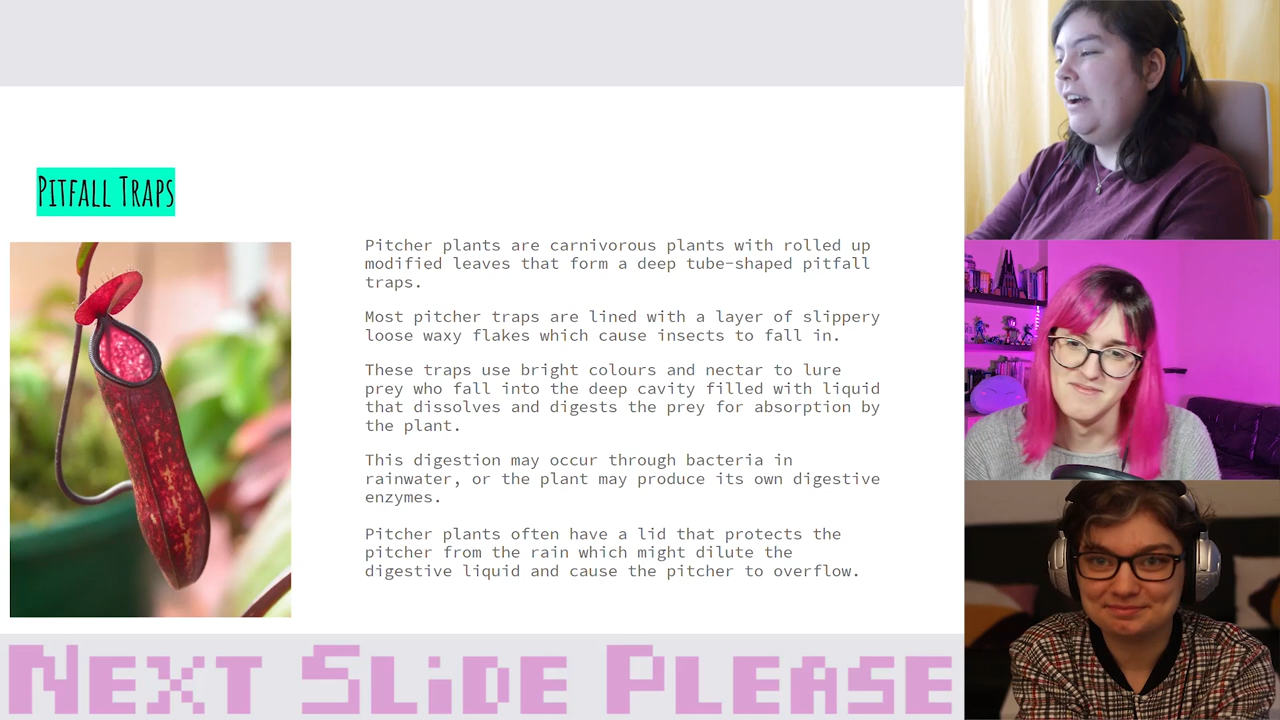 Pitfall Traps
Pitcher plants are carnivorous plants with rolled up
modified leaves that form a deep tube-shaped pitfall
traps.
Most pitcher traps are lined with a layer of slippery
loose waxy flakes which cause insects to fall in.
These traps use bright colours and nectar to lure
prey who fall into the deep cavity filled with liquid
that dissolves and digests the prey for absorption by
the plant.
This digestion may occur through bacteria in
rainwater, or the plant may produce its own digestive
enzymes.
Pitcher plants often have a lid that protects the
pitcher from the rain which might dilute the
digestive liquid and cause the pitcher to overflow.
Next Slide Please